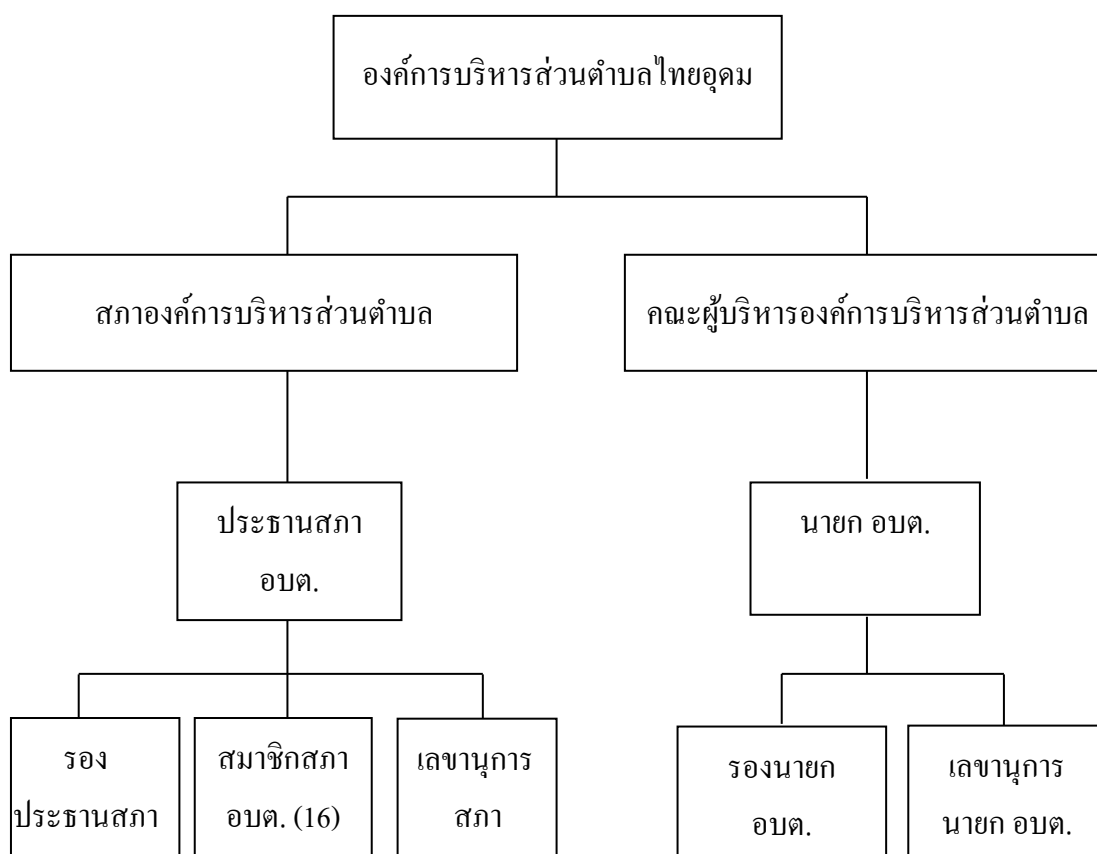 องค์การบริหารส่วนตำบลไทยอุดม
สภาองค์การบริหารส่วนตำบล
คณะผู้บริหารองค์การบริหารส่วนตำบล
ประธานสภา
อบต.
นายก อบต.
รอง
ประธานสภา
สมาชิกสภา
อบต. (16)
เลขานุการ
สภา
รองนายก
อบต.
เลขานุการ
นายก อบต.